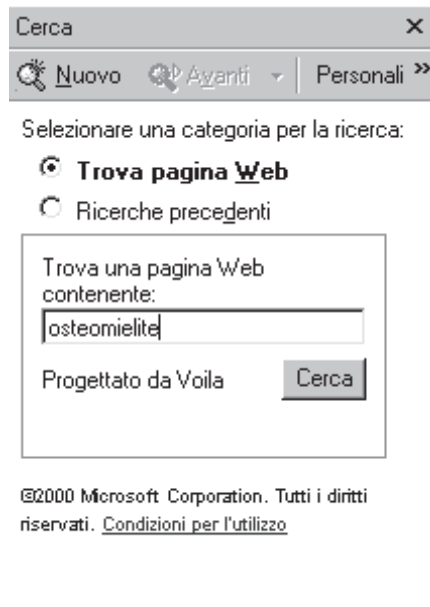 Cerca
Nuovo Avanti Personali »
Selezionare una categoria per la ricerca:
Trova pagina Web
Ricerche precedenti
Trova una pagina Web
contenente:
osteomielite
Progettato da Voila Cerca
©2000 Microsoft Corporation. Tutti i diritti
riservati. Condizioni per l'utilizzo